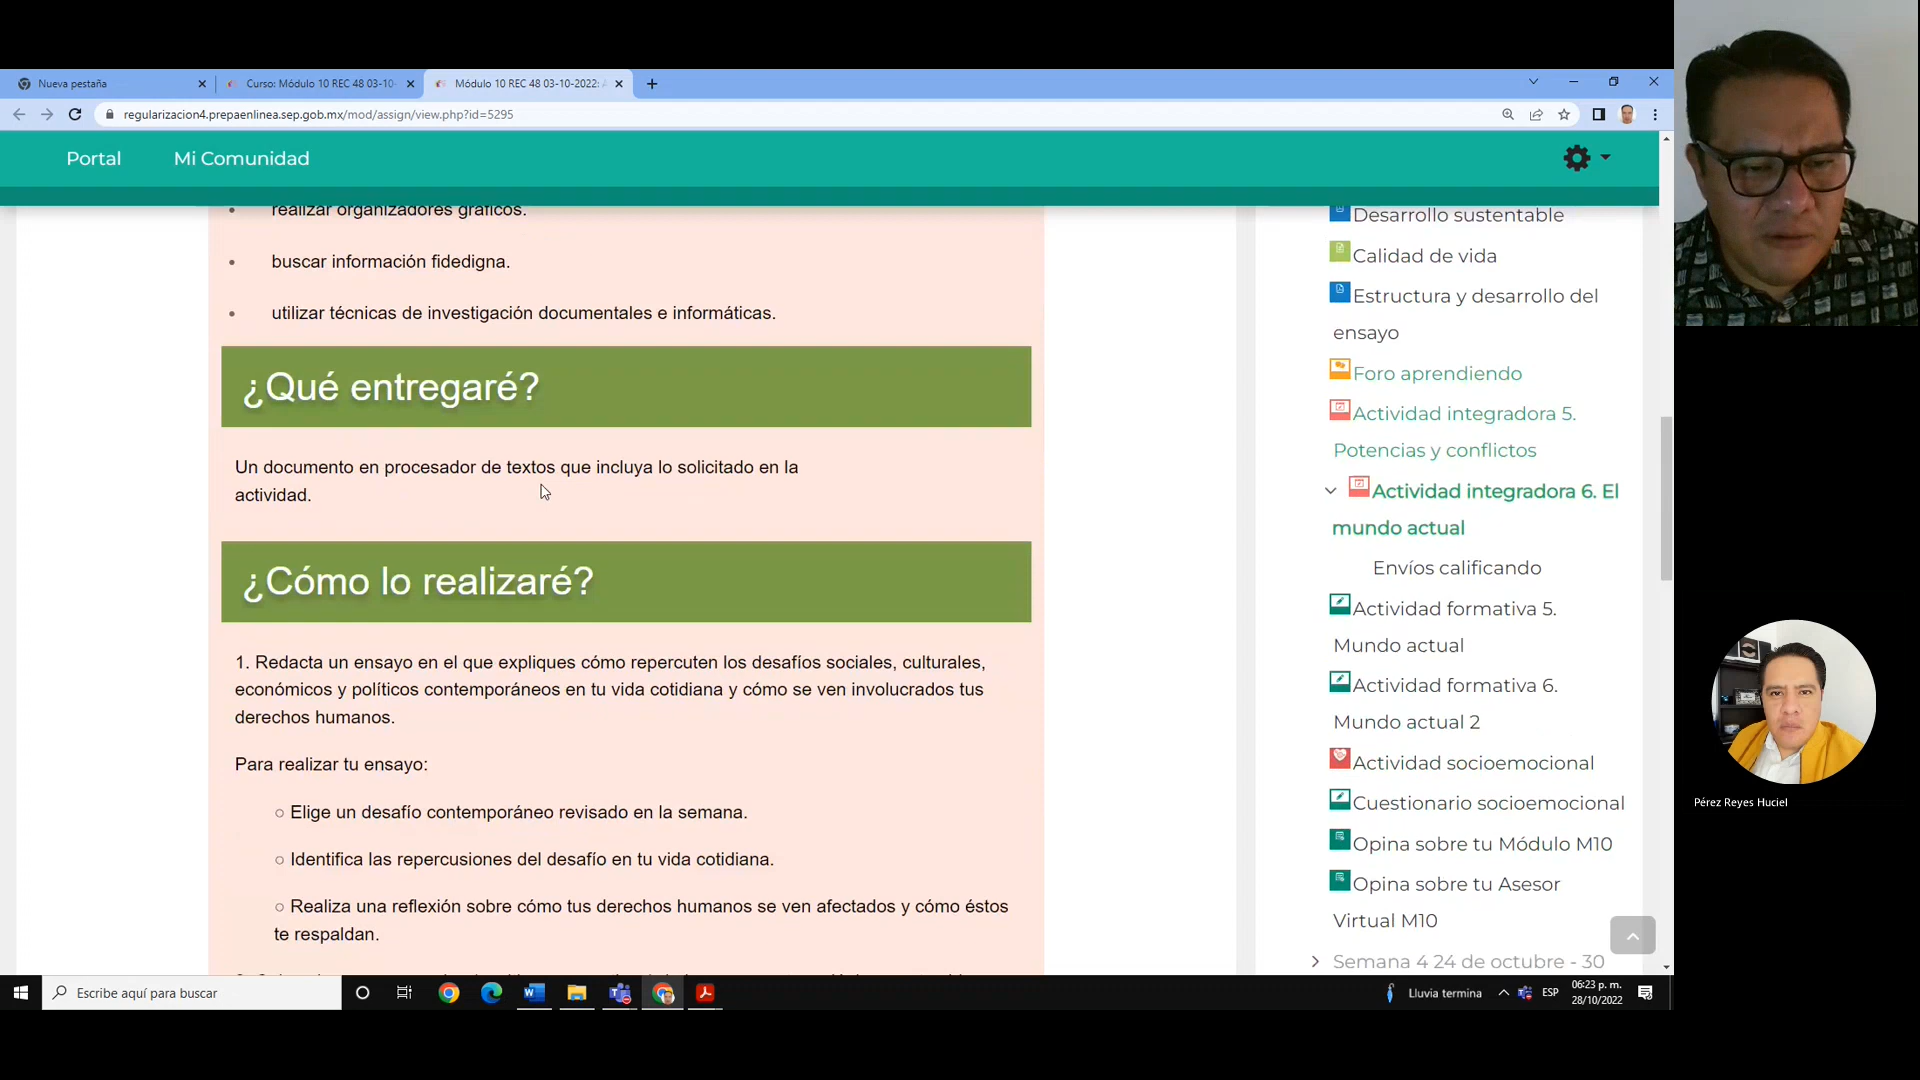 Nueva pestaña
Curso: Módulo 10 REC 48 03-10-
Módulo 10 REC 48 03-10-2022:
regularizacion4.prepaenlinea.sep.gob.mx/mod/assign/view.php?id=5295
Portal
Mi Comunidad
realizar organizadores gráficos.
buscar información fidedigna.
utilizar técnicas de investigación documentales e informáticas.
¿Qué entregaré?
Un documento en procesador de textos que incluya lo solicitado en la
actividad.
¿Cómo lo realizaré?
1. Redacta un ensayo en el que expliques cómo repercuten los desafíos sociales, culturales,
económicos y políticos contemporáneos en tu vida cotidiana y cómo se ven involucrados tus
derechos humanos.
Para realizar tu ensayo:
○ Elige un desafío contemporáneo revisado en la semana.
○ Identifica las repercusiones del desafío en tu vida cotidiana.
○ Realiza una reflexión sobre cómo tus derechos humanos se ven afectados y cómo éstos
te respaldan.
Desarrollo sustentable
Calidad de vida
Estructura y desarrollo del
ensayo
Foro aprendiendo
Actividad integradora 5.
Potencias y conflictos
Actividad integradora 6. El
mundo actual
Envíos calificando
Actividad formativa 5.
Mundo actual
Actividad formativa 6.
Mundo actual 2
Actividad socioemocional
Cuestionario socioemocional
Opina sobre tu Módulo M10
Opina sobre tu Asesor
Virtual M10
Semana 4 24 de octubre - 30
Pérez Reyes Huciel
Escribe aquí para buscar
Lluvia termina
ESP
06:23 p. m.
28/10/2022